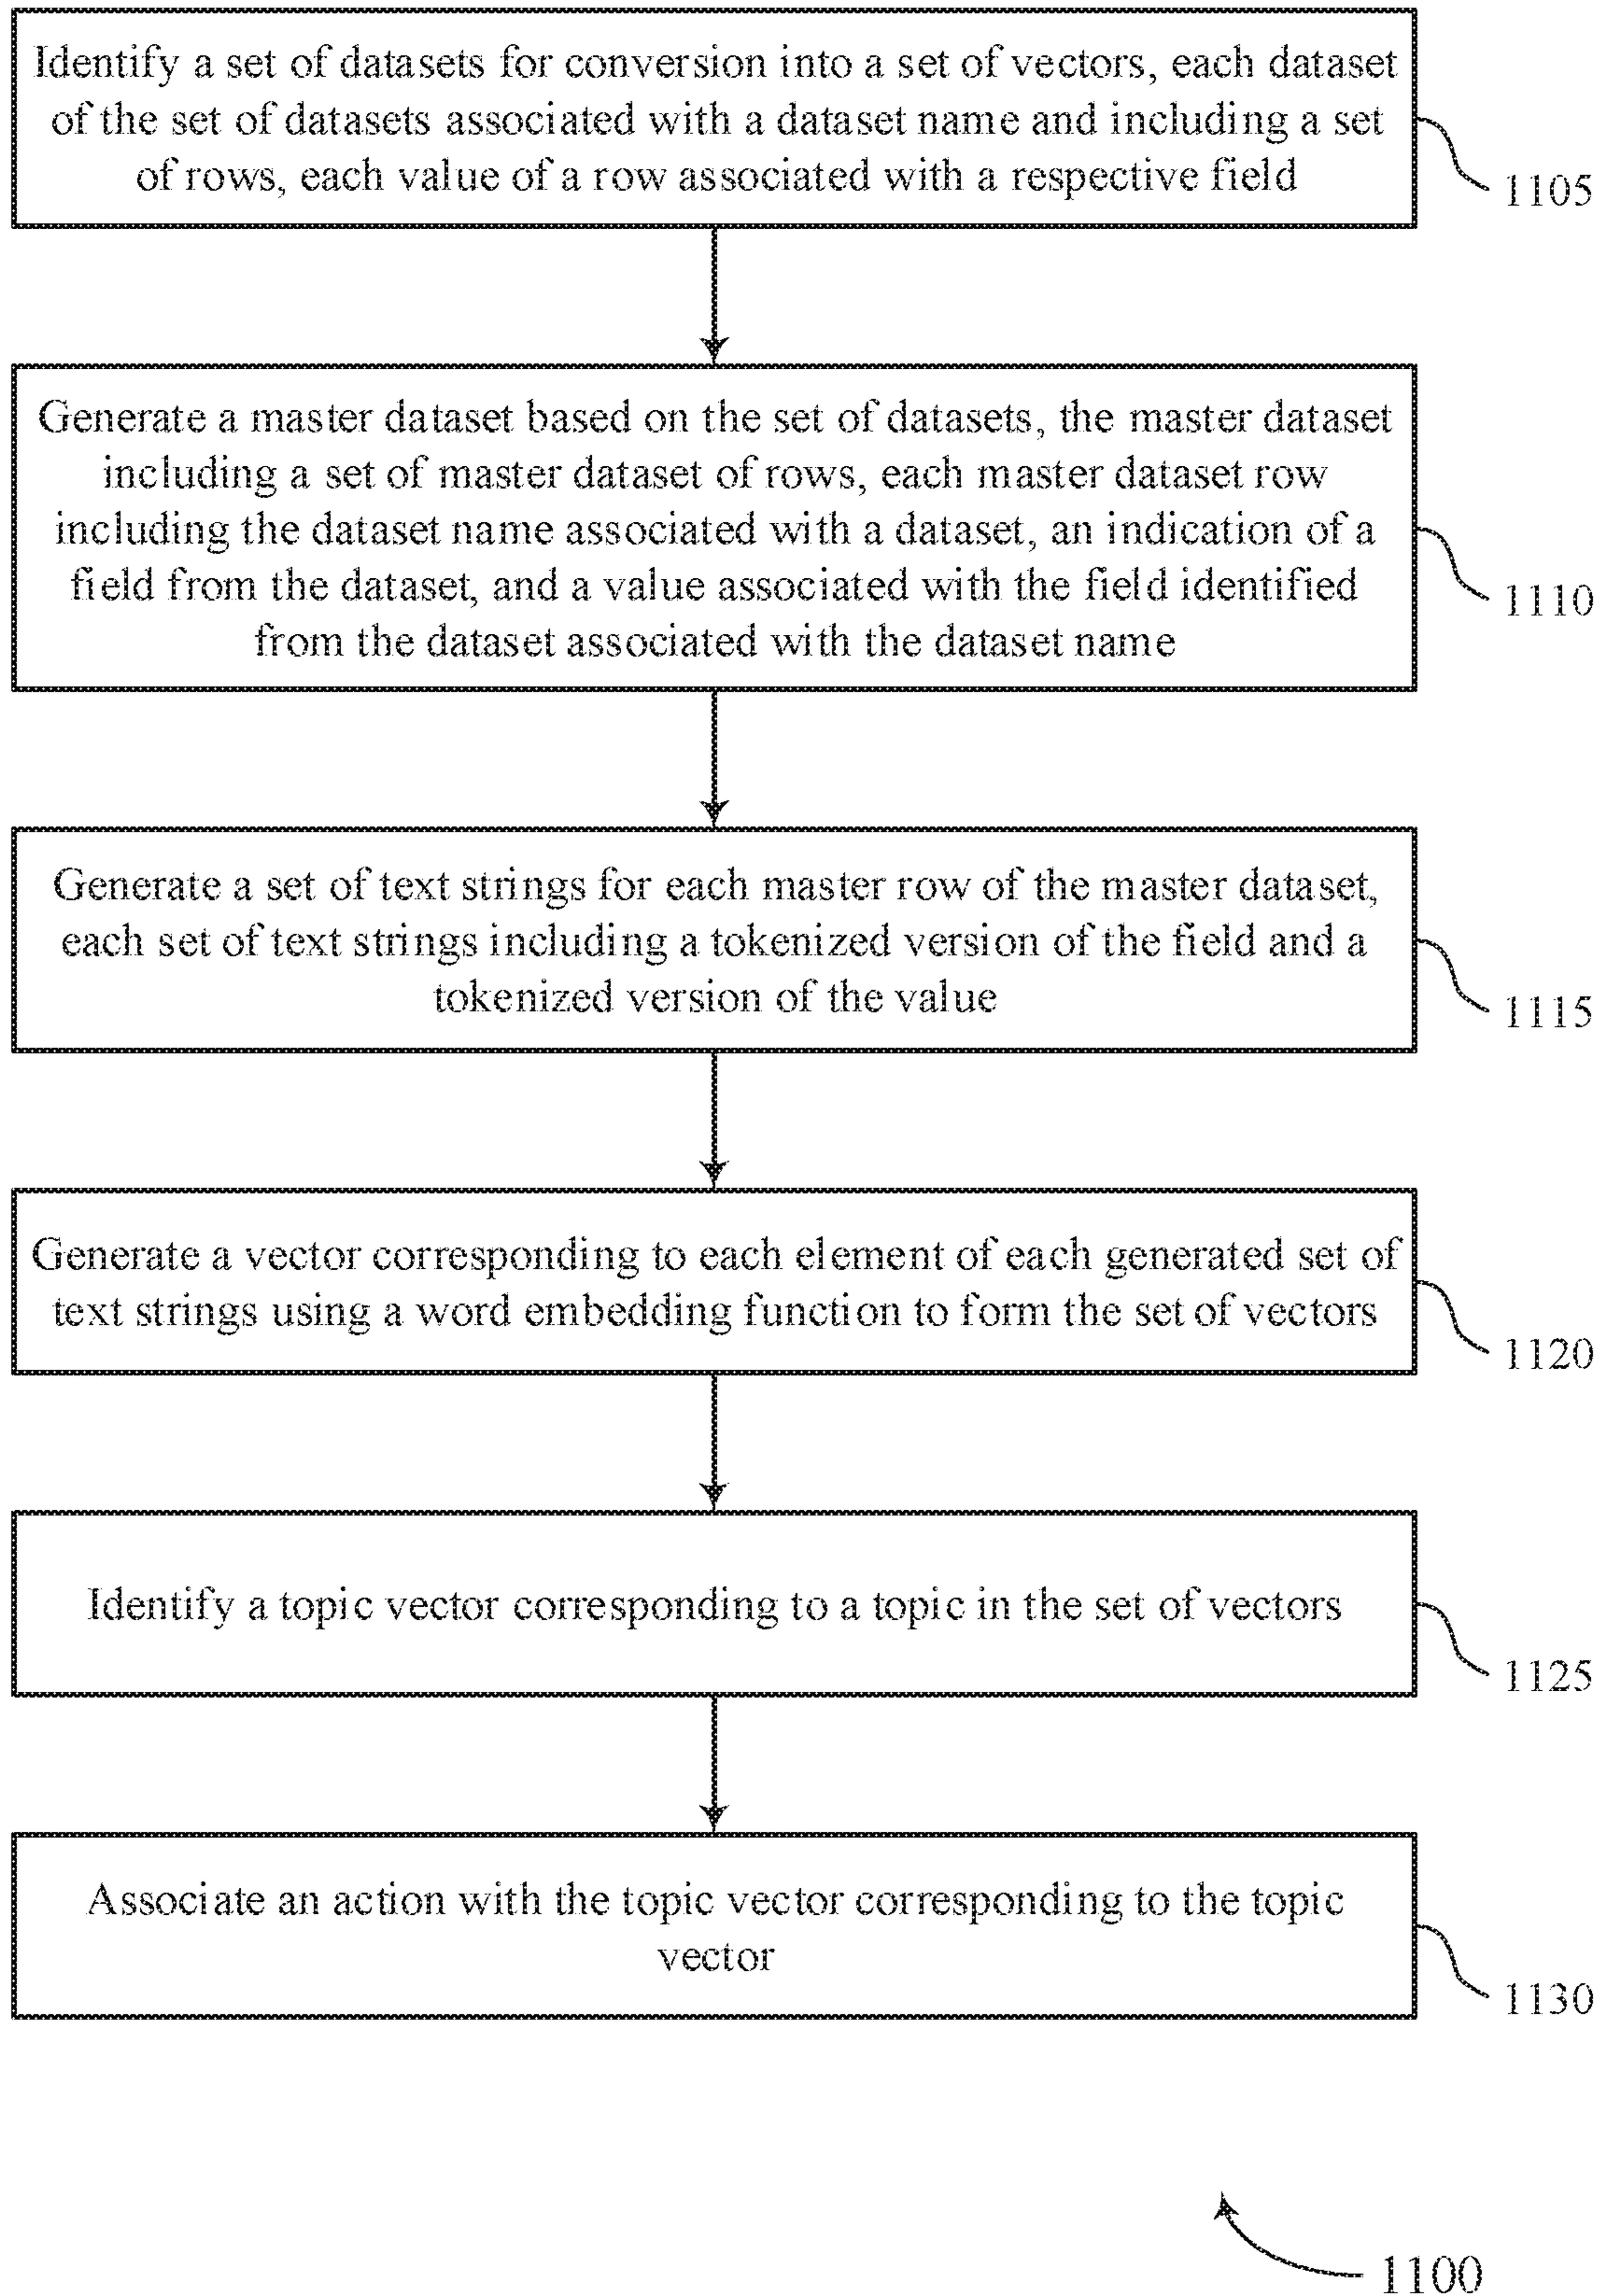 Identify a set of datasets for conversion into a set of vectors, each dataset
of the set of datasets associated with a dataset name and including a set
of rows, each value of a row associated with a respective field
1105
Generate a master dataset based on the set of datasets, the master dataset
including a set of master dataset of rows, each master dataset row
including the dataset name associated with a dataset, an indication of a
field from the dataset, and a value associated with the field identified
from the dataset associated with the dataset name
1110
Generate a set of text strings for each master row of the master dataset,
each set of text strings including a tokenized version of the field and a
tokenized version of the value
1115
Generate a vector corresponding to each element of each generated set of
text strings using a word embedding function to form the set of vectors
1120
Identify a topic vector corresponding to a topic in the set of vectors
1125
Associate an action with the topic vector corresponding to the topic
vector
1130
1100